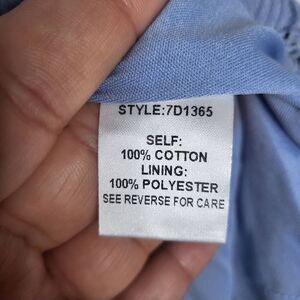 STYLE:7D1365
SELF:
100% COTTON
LINING:
100% POLYESTER
SEE REVERSE FOR CARE